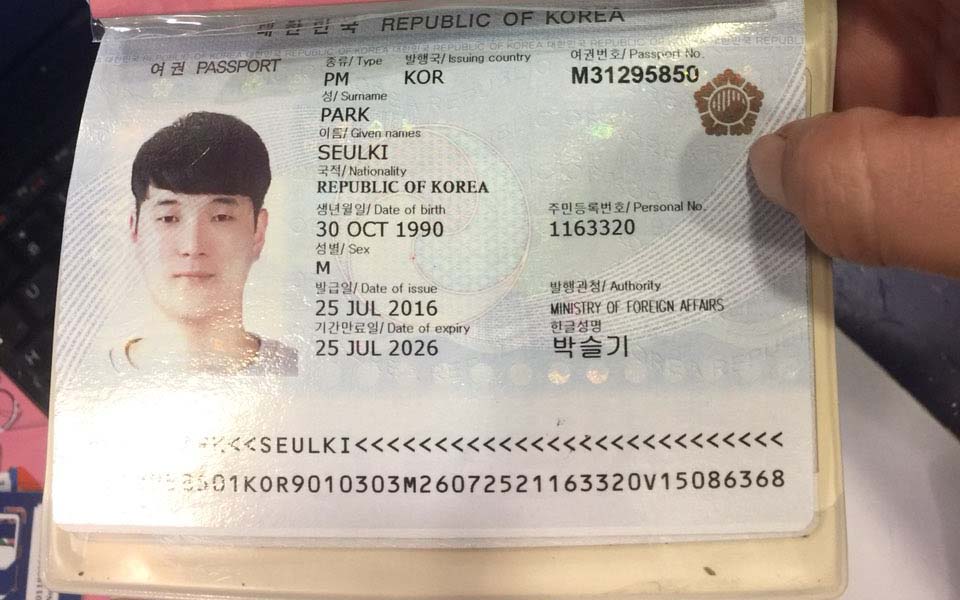 대한민국 REPUBLIC OF KOREA
여권 PASSPORT
종류/ Type 발행국/ Issuing country 여권번호/ Passport No.
PM KOR M31295850
성/ Surname
PARK
이름/ Given names
SEULKI
국적/ Nationality
REPUBLIC OF KOREA
생년월일/ Date of birth 주민등록번호/ Personal No.
30 OCT 1990 1163320
성별/ Sex
M
발급일/ Date of issue 발행관청/ Authority
25 JUL 2016 MINISTRY OF FOREIGN AFFAIRS
기간만료일/ Date of expiry 한글성명
25 JUL 2026 박슬기
<<SEULKI<<<<<<<<<<<<<<<<<<<<<<<<<<<
501KOR9010303M26072521163320V15086368